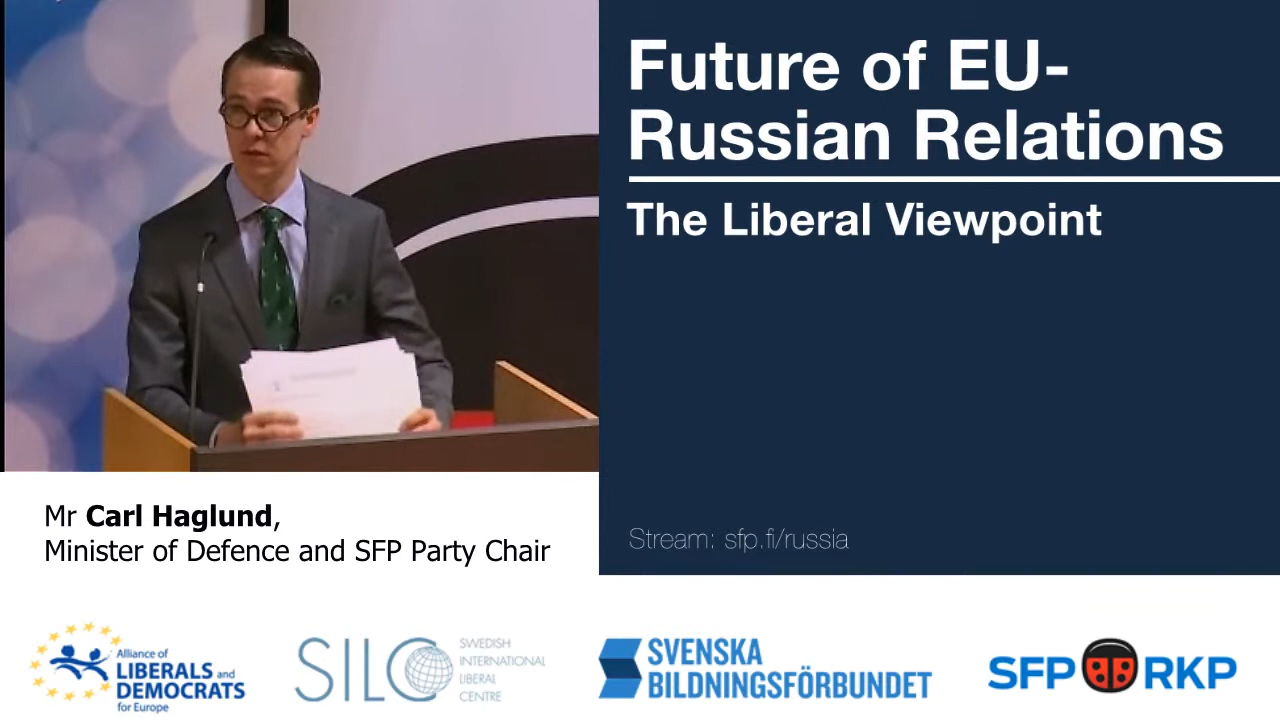 Future of EU-
Russian Relations
The Liberal Viewpoint
Stream: sfp.fi/russia
Mr Carl Haglund,
Minister of Defence and SFP Party Chair
Alliance of
LIBERALS and
DEMOCRATS
for Europe
SILC
SWEDISH
INTERNATIONAL
LIBERAL
CENTRE
SVENSKA
BILDNINGSFÖRBUNDET
SFP RKP